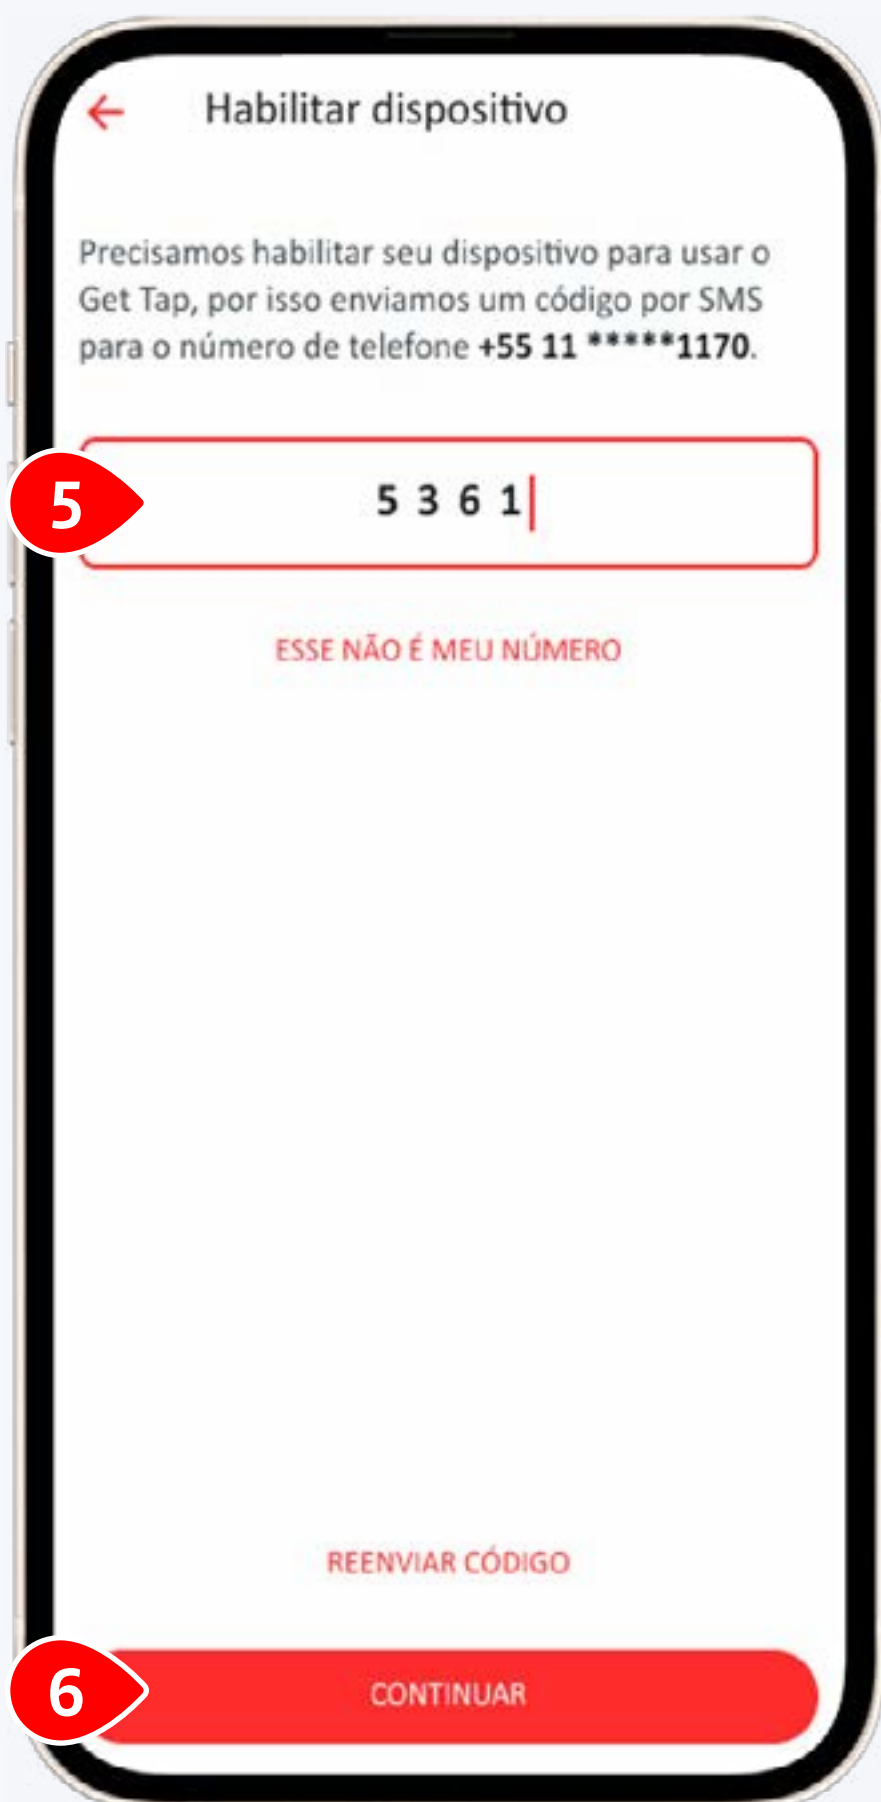 Habilitar dispositivo
Precisamos habilitar seu dispositivo para usar o
Get Tap, por isso enviamos um código por SMS
para o número de telefone +55 11 *****1170.
5
5 3 6 1
ESSE NÃO É MEU NÚMERO
REENVIAR CÓDIGO
6
CONTINUAR